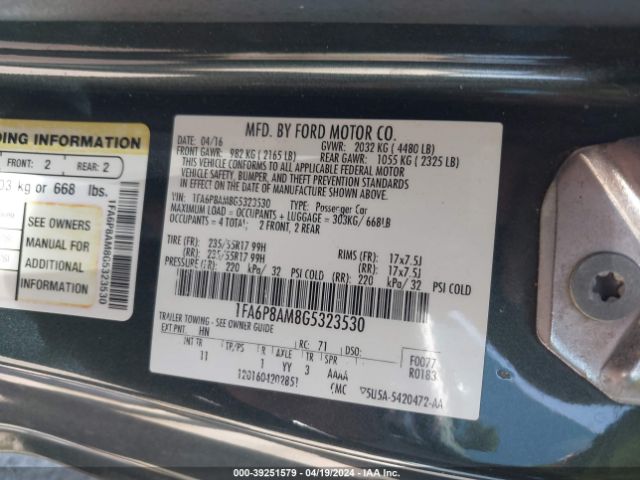 DING INFORMATION
FRONT: 2 REAR: 2
03 kg or 668 lbs.
SEE OWNERS
MANUAL FOR
ADDITIONAL
INFORMATION
1FA6P8AM8G5323530
MFD. BY FORD MOTOR CO.
DATE: 04/16 GVWR: 2032 KG ( 4480 LB)
FRONT GAWR: 982 KG ( 2165 LB) REAR GAWR: 1055 KG ( 2325 LB)
THIS VEHICLE CONFORMS TO ALL APPLICABLE FEDERAL MOTOR
VEHICLE SAFETY, BUMPER, AND THEFT PREVENTION STANDARDS
IN EFFECT ON THE DATE OF MANUFACTURE SHOWN ABOVE.
VIN: 1FA6P8AM8G5323530 TYPE: Passenger Car
MAXIMUM LOAD = OCCUPANTS + LUGGAGE = 303KG/ 668LB
OCCUPANTS = 4 TOTAL; 2 FRONT, 2 REAR
TIRE (FR): 235/55R17 99H RIMS (FR): 17×7.5J
(RR): 235/55R17 99H (RR): 17×7.5J
PRESSURE (FR): 220 kPa/ 32 PSI COLD (RR): 220 kPa/ 32 PSI COLD
1FA6P8AM8G5323530
TRAILER TOWING - SEE OWNER GUIDE
EXT PNT: HN RC: 71 DSO: F0077
INT TR TP/PS R AXLE TR SPR R0183
11 1 YY 3 AAAA
▽5U5A-5420472-AA
000-39251579 - 04/19/2024 - IAA Inc.